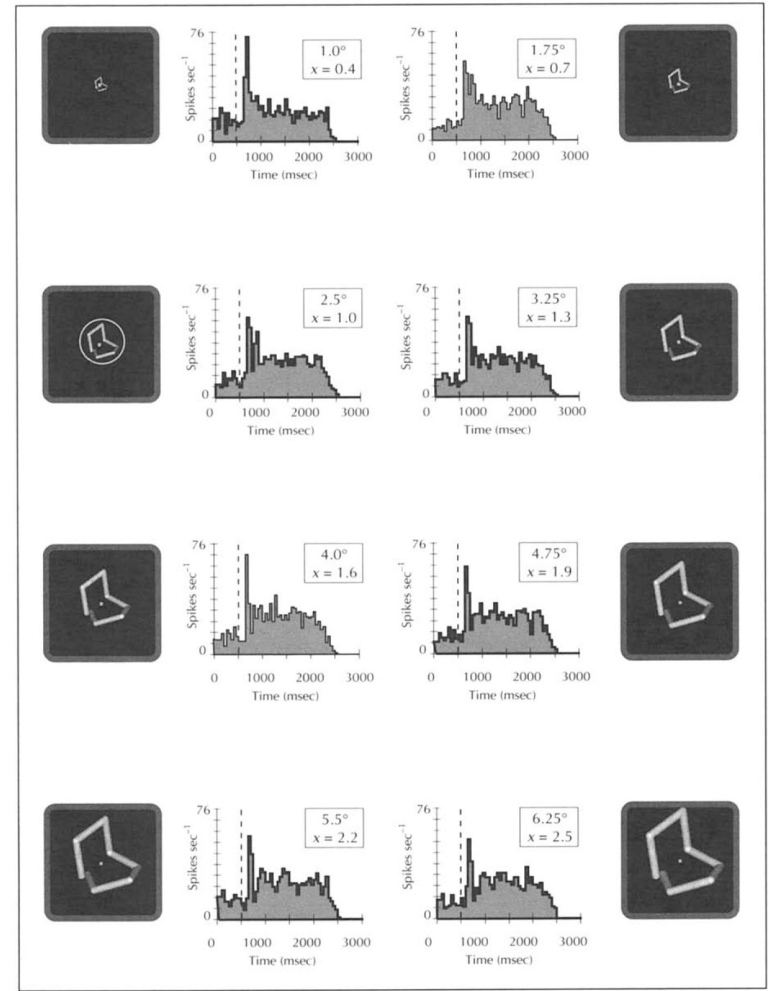 76
Spikes sec⁻¹
0
1.0°
x = 0.4
0 1000 2000 3000
Time (msec)
76
Spikes sec⁻¹
0
1.75°
x = 0.7
0 1000 2000 3000
Time (msec)
76
Spikes sec⁻¹
0
2.5°
x = 1.0
0 1000 2000 3000
Time (msec)
76
Spikes sec⁻¹
0
3.25°
x = 1.3
0 1000 2000 3000
Time (msec)
76
Spikes sec⁻¹
0
4.0°
x = 1.6
0 1000 2000 3000
Time (msec)
76
Spikes sec⁻¹
0
4.75°
x = 1.9
0 1000 2000 3000
Time (msec)
76
Spikes sec⁻¹
0
5.5°
x = 2.2
0 1000 2000 3000
Time (msec)
76
Spikes sec⁻¹
0
6.25°
x = 2.5
0 1000 2000 3000
Time (msec)